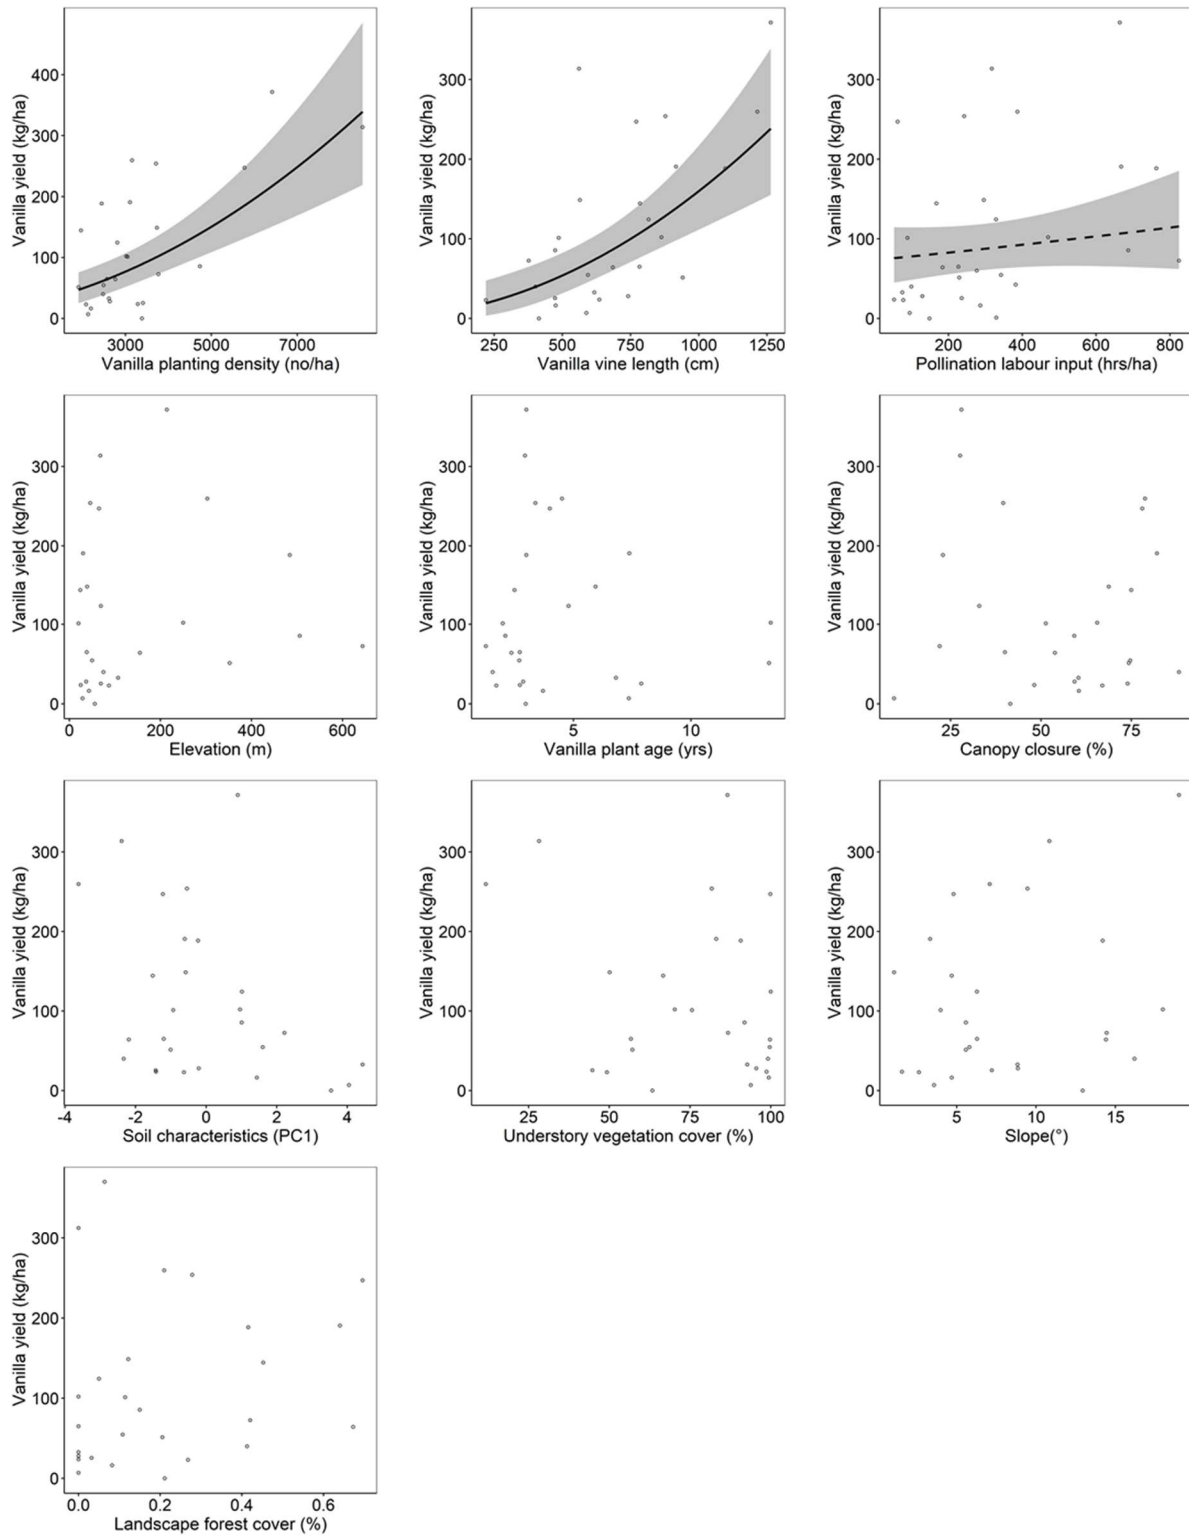 Vanilla yield (kg/ha)
400
300
200
100
0
3000 5000 7000
Vanilla planting density (no/ha)
Vanilla yield (kg/ha)
300
200
100
0
250 500 750 1000 1250
Vanilla vine length (cm)
Vanilla yield (kg/ha)
300
200
100
0
200 400 600 800
Pollination labour input (hrs/ha)
Vanilla yield (kg/ha)
300
200
100
0
0 200 400 600
Elevation (m)
Vanilla yield (kg/ha)
300
200
100
0
5 10
Vanilla plant age (yrs)
Vanilla yield (kg/ha)
300
200
100
0
25 50 75
Canopy closure (%)
Vanilla yield (kg/ha)
300
200
100
0
-4 -2 0 2 4
Soil characteristics (PC1)
Vanilla yield (kg/ha)
300
200
100
0
25 50 75 100
Understory vegetation cover (%)
Vanilla yield (kg/ha)
300
200
100
0
5 10 15
Slope(°)
Vanilla yield (kg/ha)
300
200
100
0
0.0 0.2 0.4 0.6
Landscape forest cover (%)